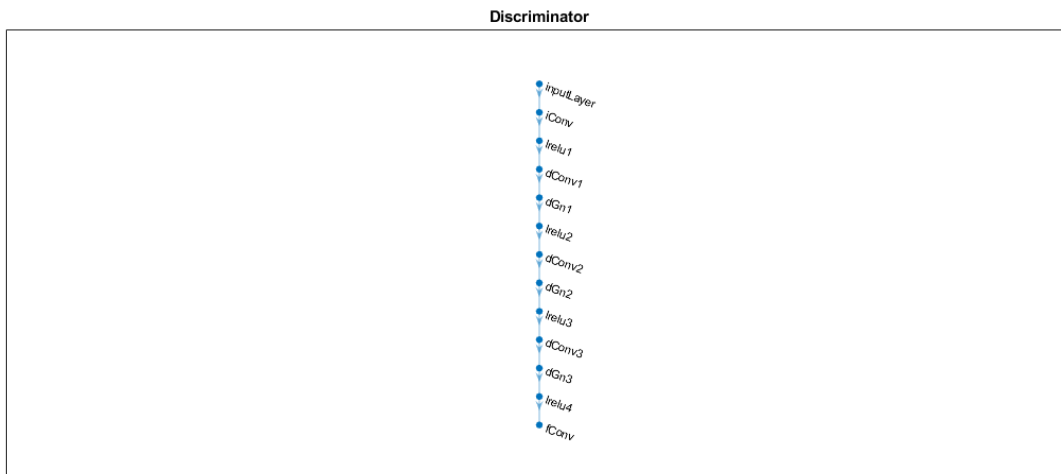 Discriminator
inputLayer
iConv
lrelu1
dConv1
dGn1
lrelu2
dConv2
dGn2
lrelu3
dConv3
dGn3
lrelu4
fConv